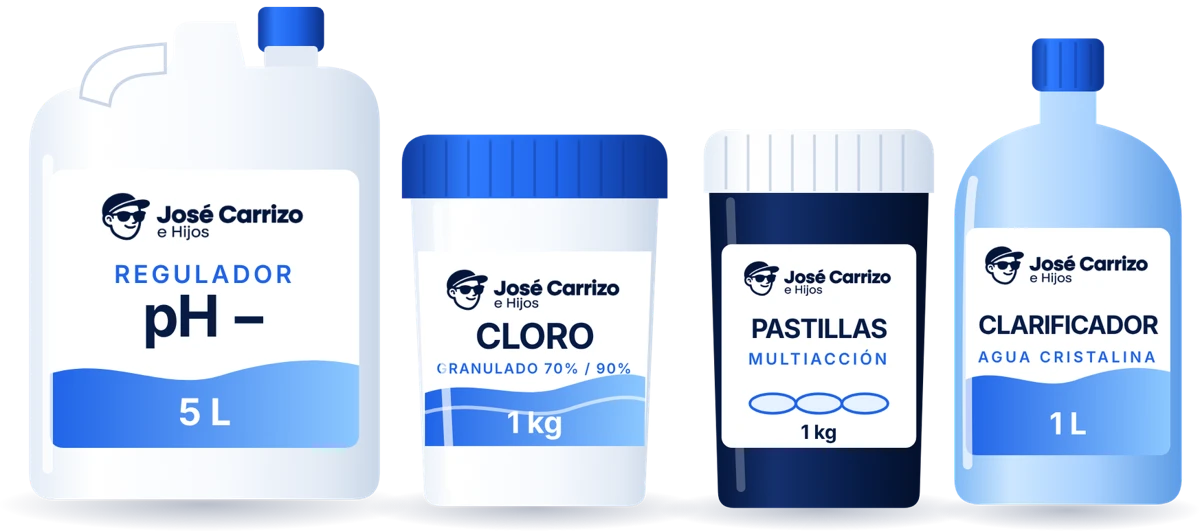 José Carrizo
e Hijos
REGULADOR
pH –
5 L
José Carrizo
e Hijos
CLORO
GRANULADO 70% / 90%
1 kg
José Carrizo
e Hijos
PASTILLAS
MULTIACCIÓN
1 kg
José Carrizo
e Hijos
CLARIFICADOR
AGUA CRISTALINA
1 L